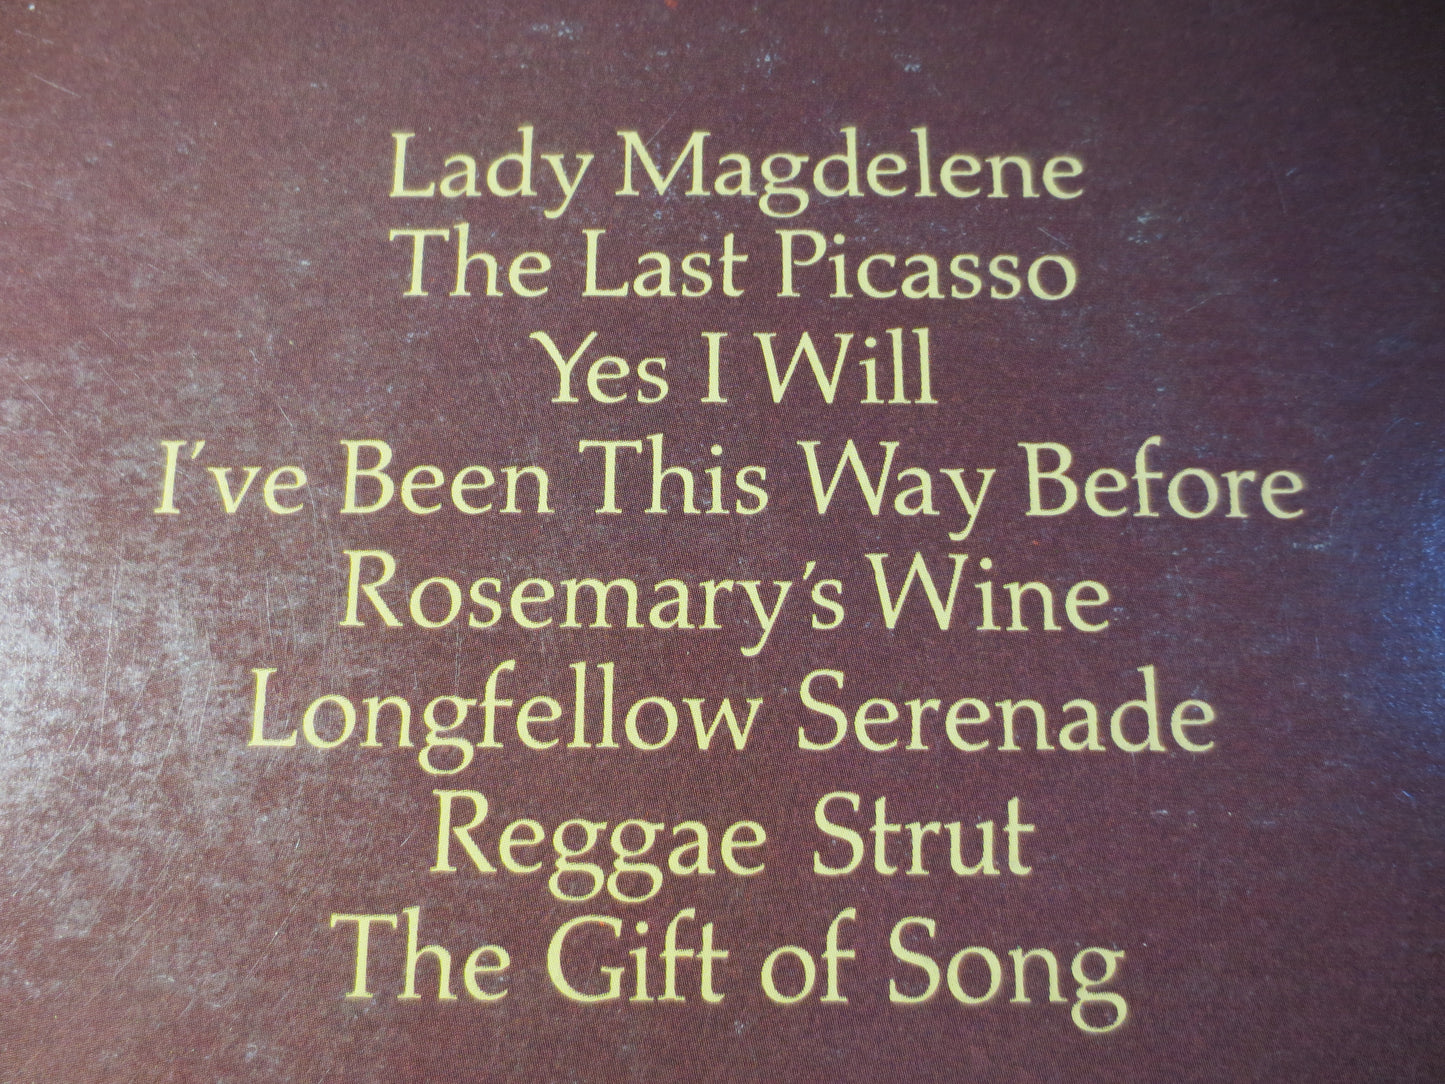 Lady Magdelene
The Last Picasso
Yes I Will
I've Been This Way Before
Rosemary's Wine
Longfellow Serenade
Reggae Strut
The Gift of Song